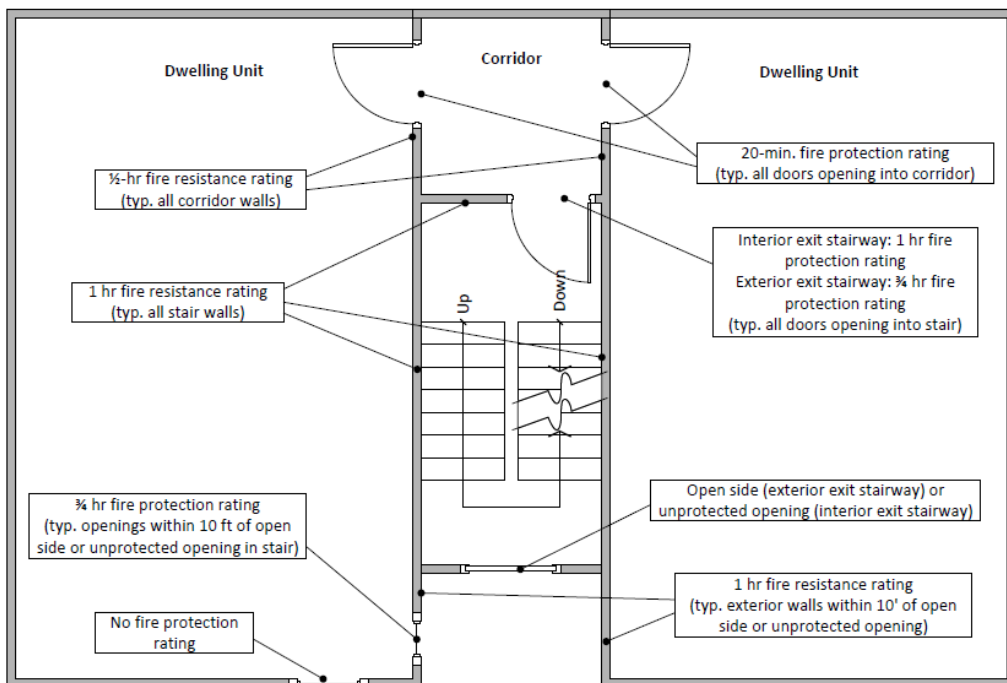 Dwelling Unit
Corridor
Dwelling Unit
½-hr fire resistance rating
(typ. all corridor walls)
20-min. fire protection rating
(typ. all doors opening into corridor)
Interior exit stairway: 1 hr fire
protection rating
Exterior exit stairway: ¾ hr fire
protection rating
(typ. all doors opening into stair)
1 hr fire resistance rating
(typ. all stair walls)
Up
Down
¾ hr fire protection rating
(typ. openings within 10 ft of open
side or unprotected opening in stair)
Open side (exterior exit stairway) or
unprotected opening (interior exit stairway)
1 hr fire resistance rating
(typ. exterior walls within 10' of open
side or unprotected opening)
No fire protection
rating